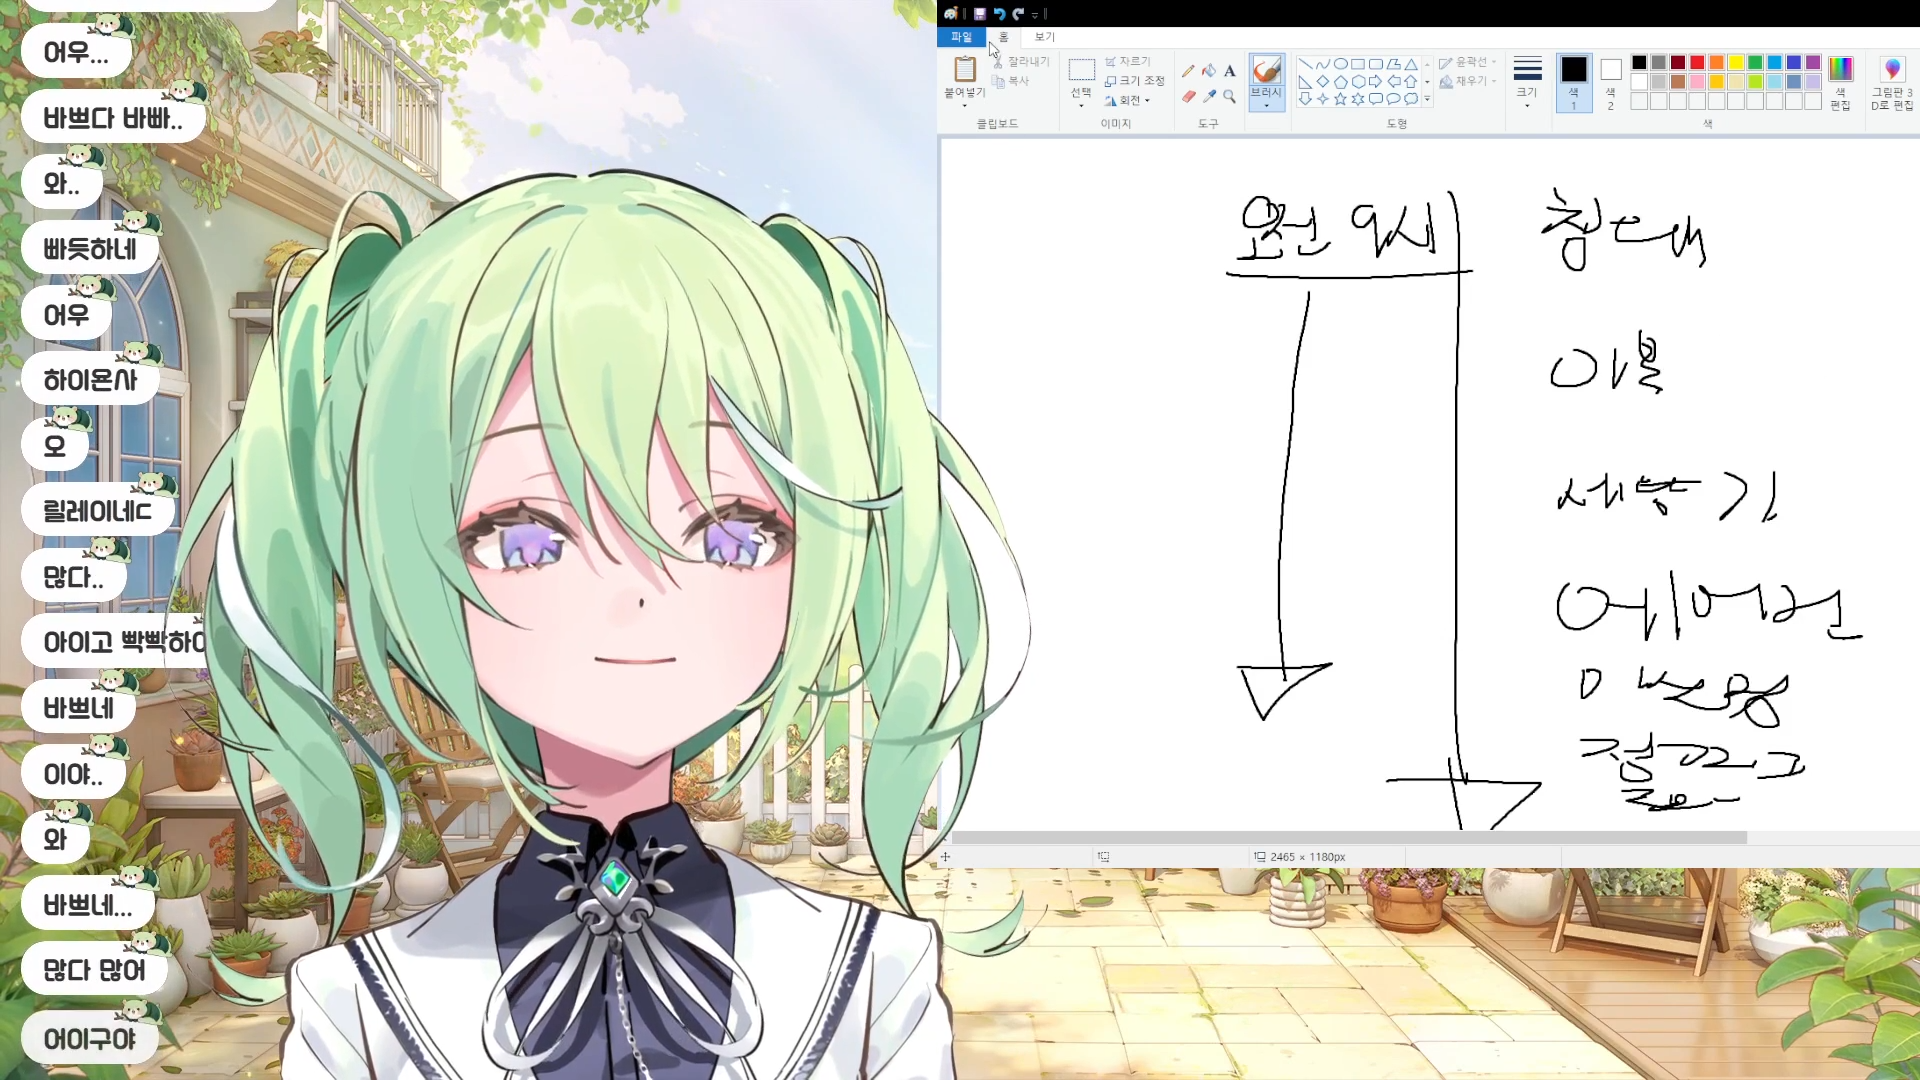 어우...
바쁘다 바빠..
와..
빠듯하네
어우
하이욘사
오
릴레이네ㄷ
많다..
아이고 빡빡하
바쁘네
이야..
와
바쁘네...
많다 많어
어이구야
파일 홈 보기
붙여넣기
잘라내기
복사
클립보드
선택
자르기
크기 조정
회전
이미지
A
도구
브러시
윤곽선
채우기
도형
크기
색
1
색
2
색
편집
색
그림판 3
D로 편집
오전 9시
침대
이불
세탁기
에어컨
2465 × 1180px